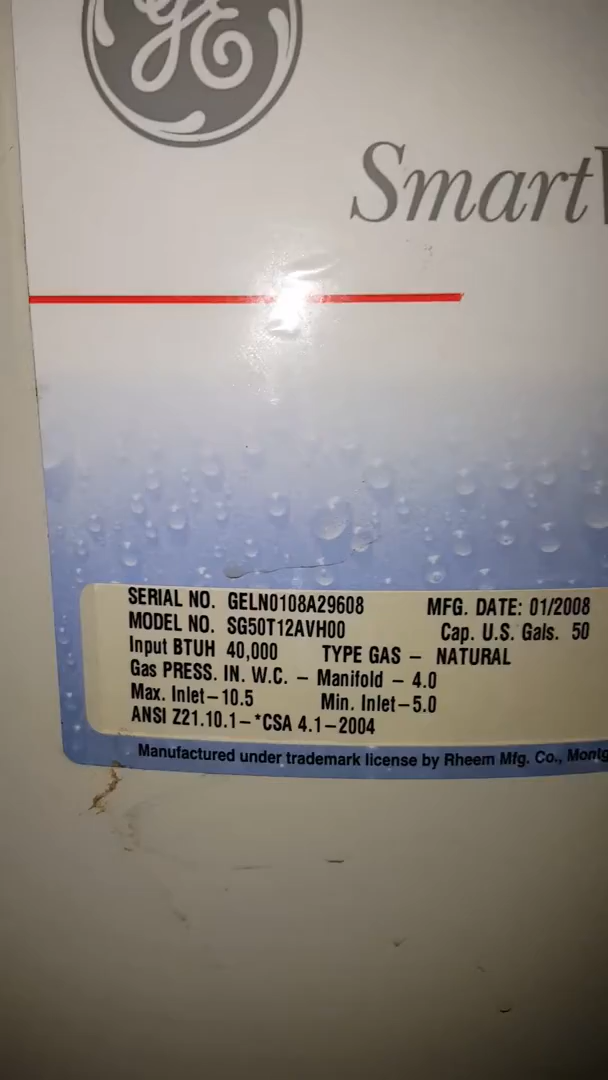 GE
Smart
SERIAL NO. GELN0108A29608 MFG. DATE: 01/2008
MODEL NO. SG50T12AVH00 Cap. U.S. Gals. 50
Input BTUH 40,000 TYPE GAS – NATURAL
Gas PRESS. IN. W.C. – Manifold – 4.0
Max. Inlet–10.5 Min. Inlet–5.0
ANSI Z21.10.1–*CSA 4.1–2004
Manufactured under trademark license by Rheem Mfg. Co.,